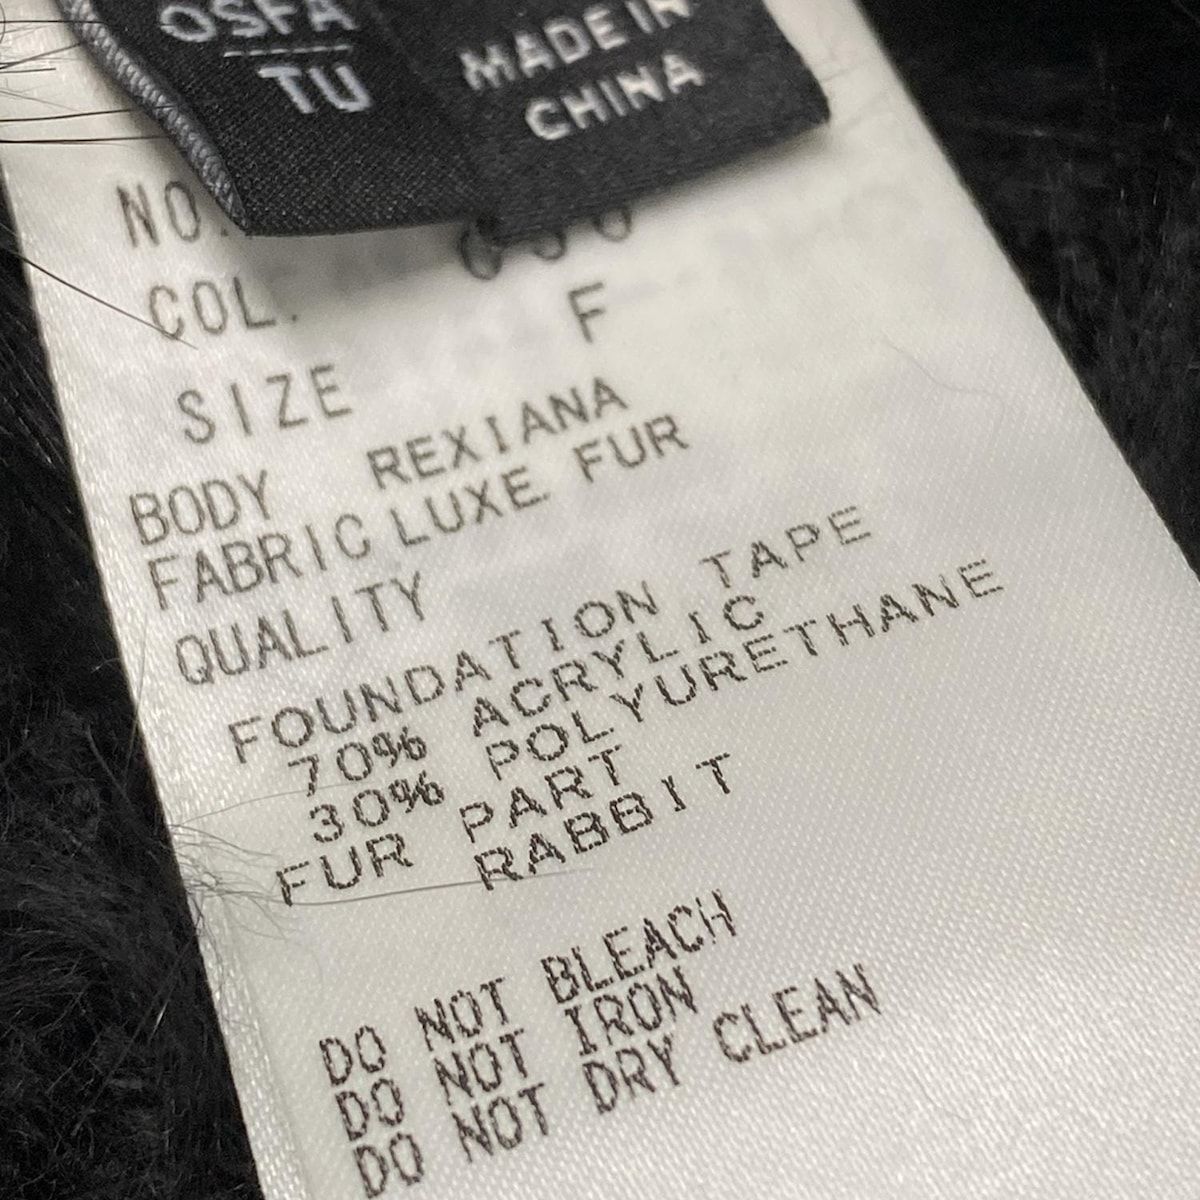 OSFA
TU
MADE IN
CHINA
NO.
COL.
SIZE F
BODY REXIANA
FABRIC LUXE FUR
QUALITY
FOUNDATION TAPE
70% ACRYLIC
30% POLYURETHANE
FUR PART
RABBIT
DO NOT BLEACH
DO NOT IRON
DO NOT DRY CLEAN